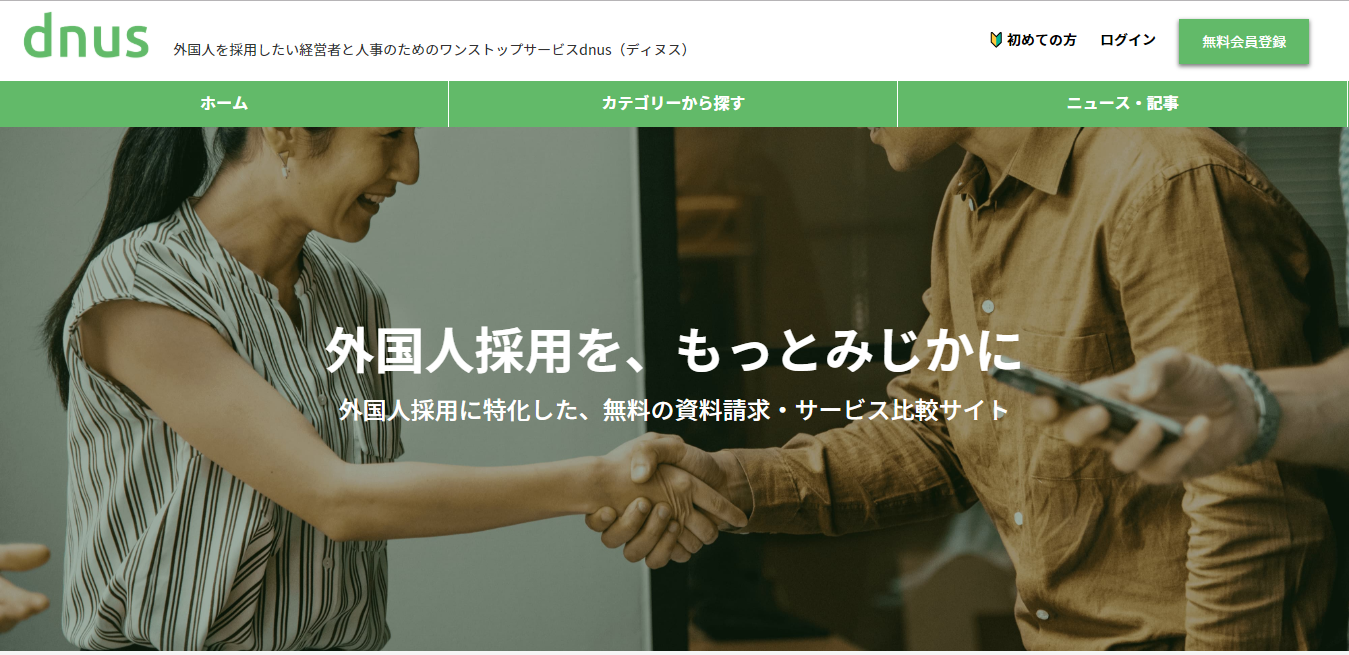 dnus
外国人を採用したい経営者と人事のためのワンストップサービスdnus（ディヌス）
初めての方
ログイン
無料会員登録
ホーム
カテゴリーから探す
ニュース・記事
外国人採用を、もっとみじかに
外国人採用に特化した、無料の資料請求・サービス比較サイト